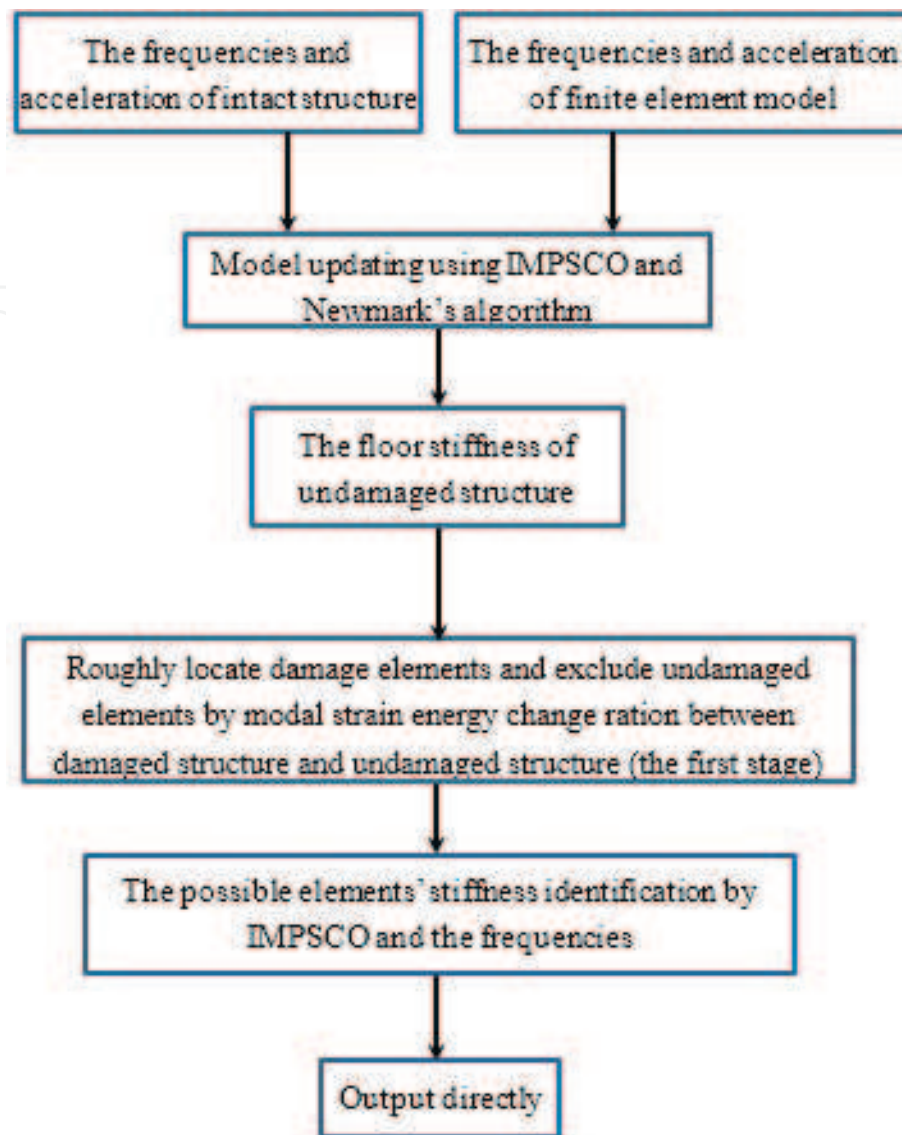 The frequencies and
acceleration of intact structure
The frequencies and acceleration
of finite element model
Model updating using IMPSCO and
Newmark's algorithm
The floor stiffness of
undamaged structure
Roughly locate damage elements and exclude undamaged
elements by modal strain energy change ration between
damaged structure and undamaged structure (the first stage)
The possible elements' stiffness identification by
IMPSCO and the frequencies
Output directly